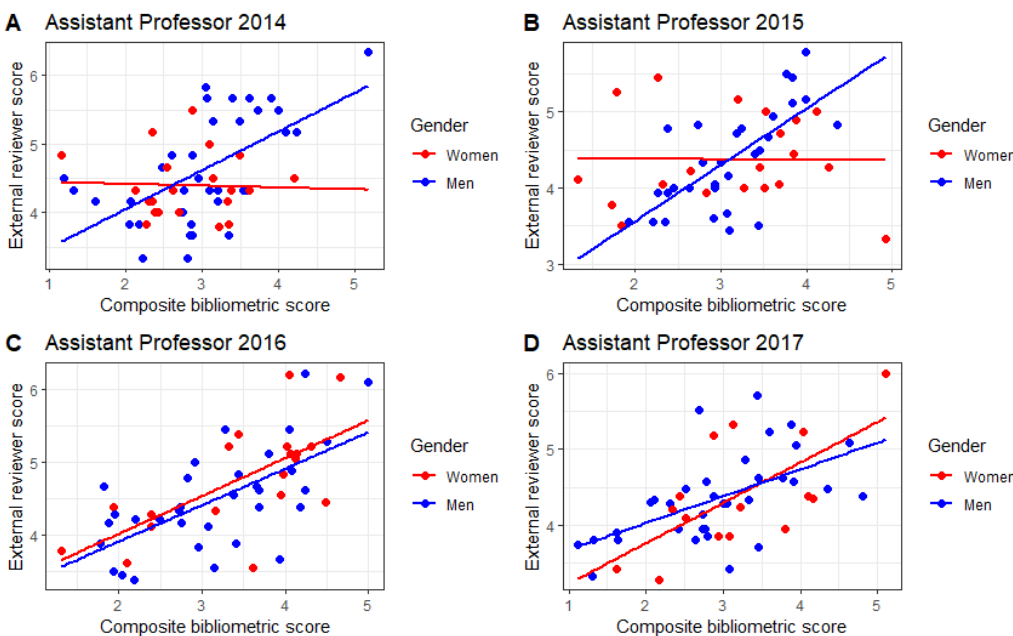 A Assistant Professor 2014
External reviewer score
6
5
4
1 2 3 4 5
Composite bibliometric score
Gender
Women
Men
B Assistant Professor 2015
External reviewer score
5
4
3
2 3 4 5
Composite bibliometric score
Gender
Women
Men
C Assistant Professor 2016
External reviewer score
6
5
4
2 3 4 5
Composite bibliometric score
Gender
Women
Men
D Assistant Professor 2017
External reviewer score
6
5
4
1 2 3 4 5
Composite bibliometric score
Gender
Women
Men